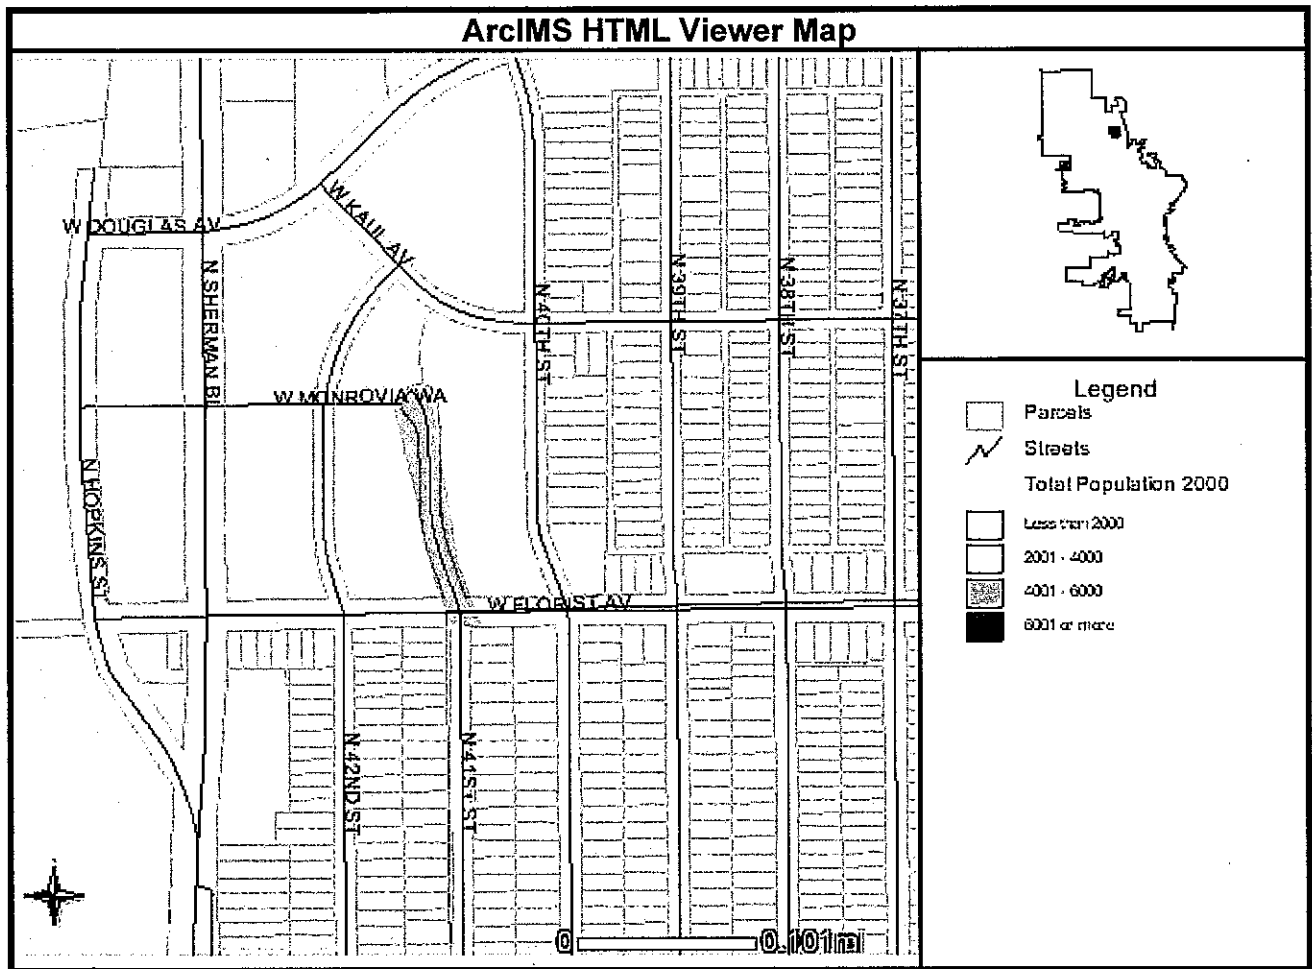 ArcIMS HTML Viewer Map
W DOUGLAS AV
W KAUL AV
N SHERMAN BL
N 40TH ST
N 39TH ST
N 38TH ST
N 37TH ST
W MONROVIA WA
N HOPKINS ST
W FLORIST AV
N 42ND ST
N 41ST ST
0 0.101mi
Legend
Parcels
Streets
Total Population 2000
Less than 2000
2001 - 4000
4001 - 6000
6001 or more